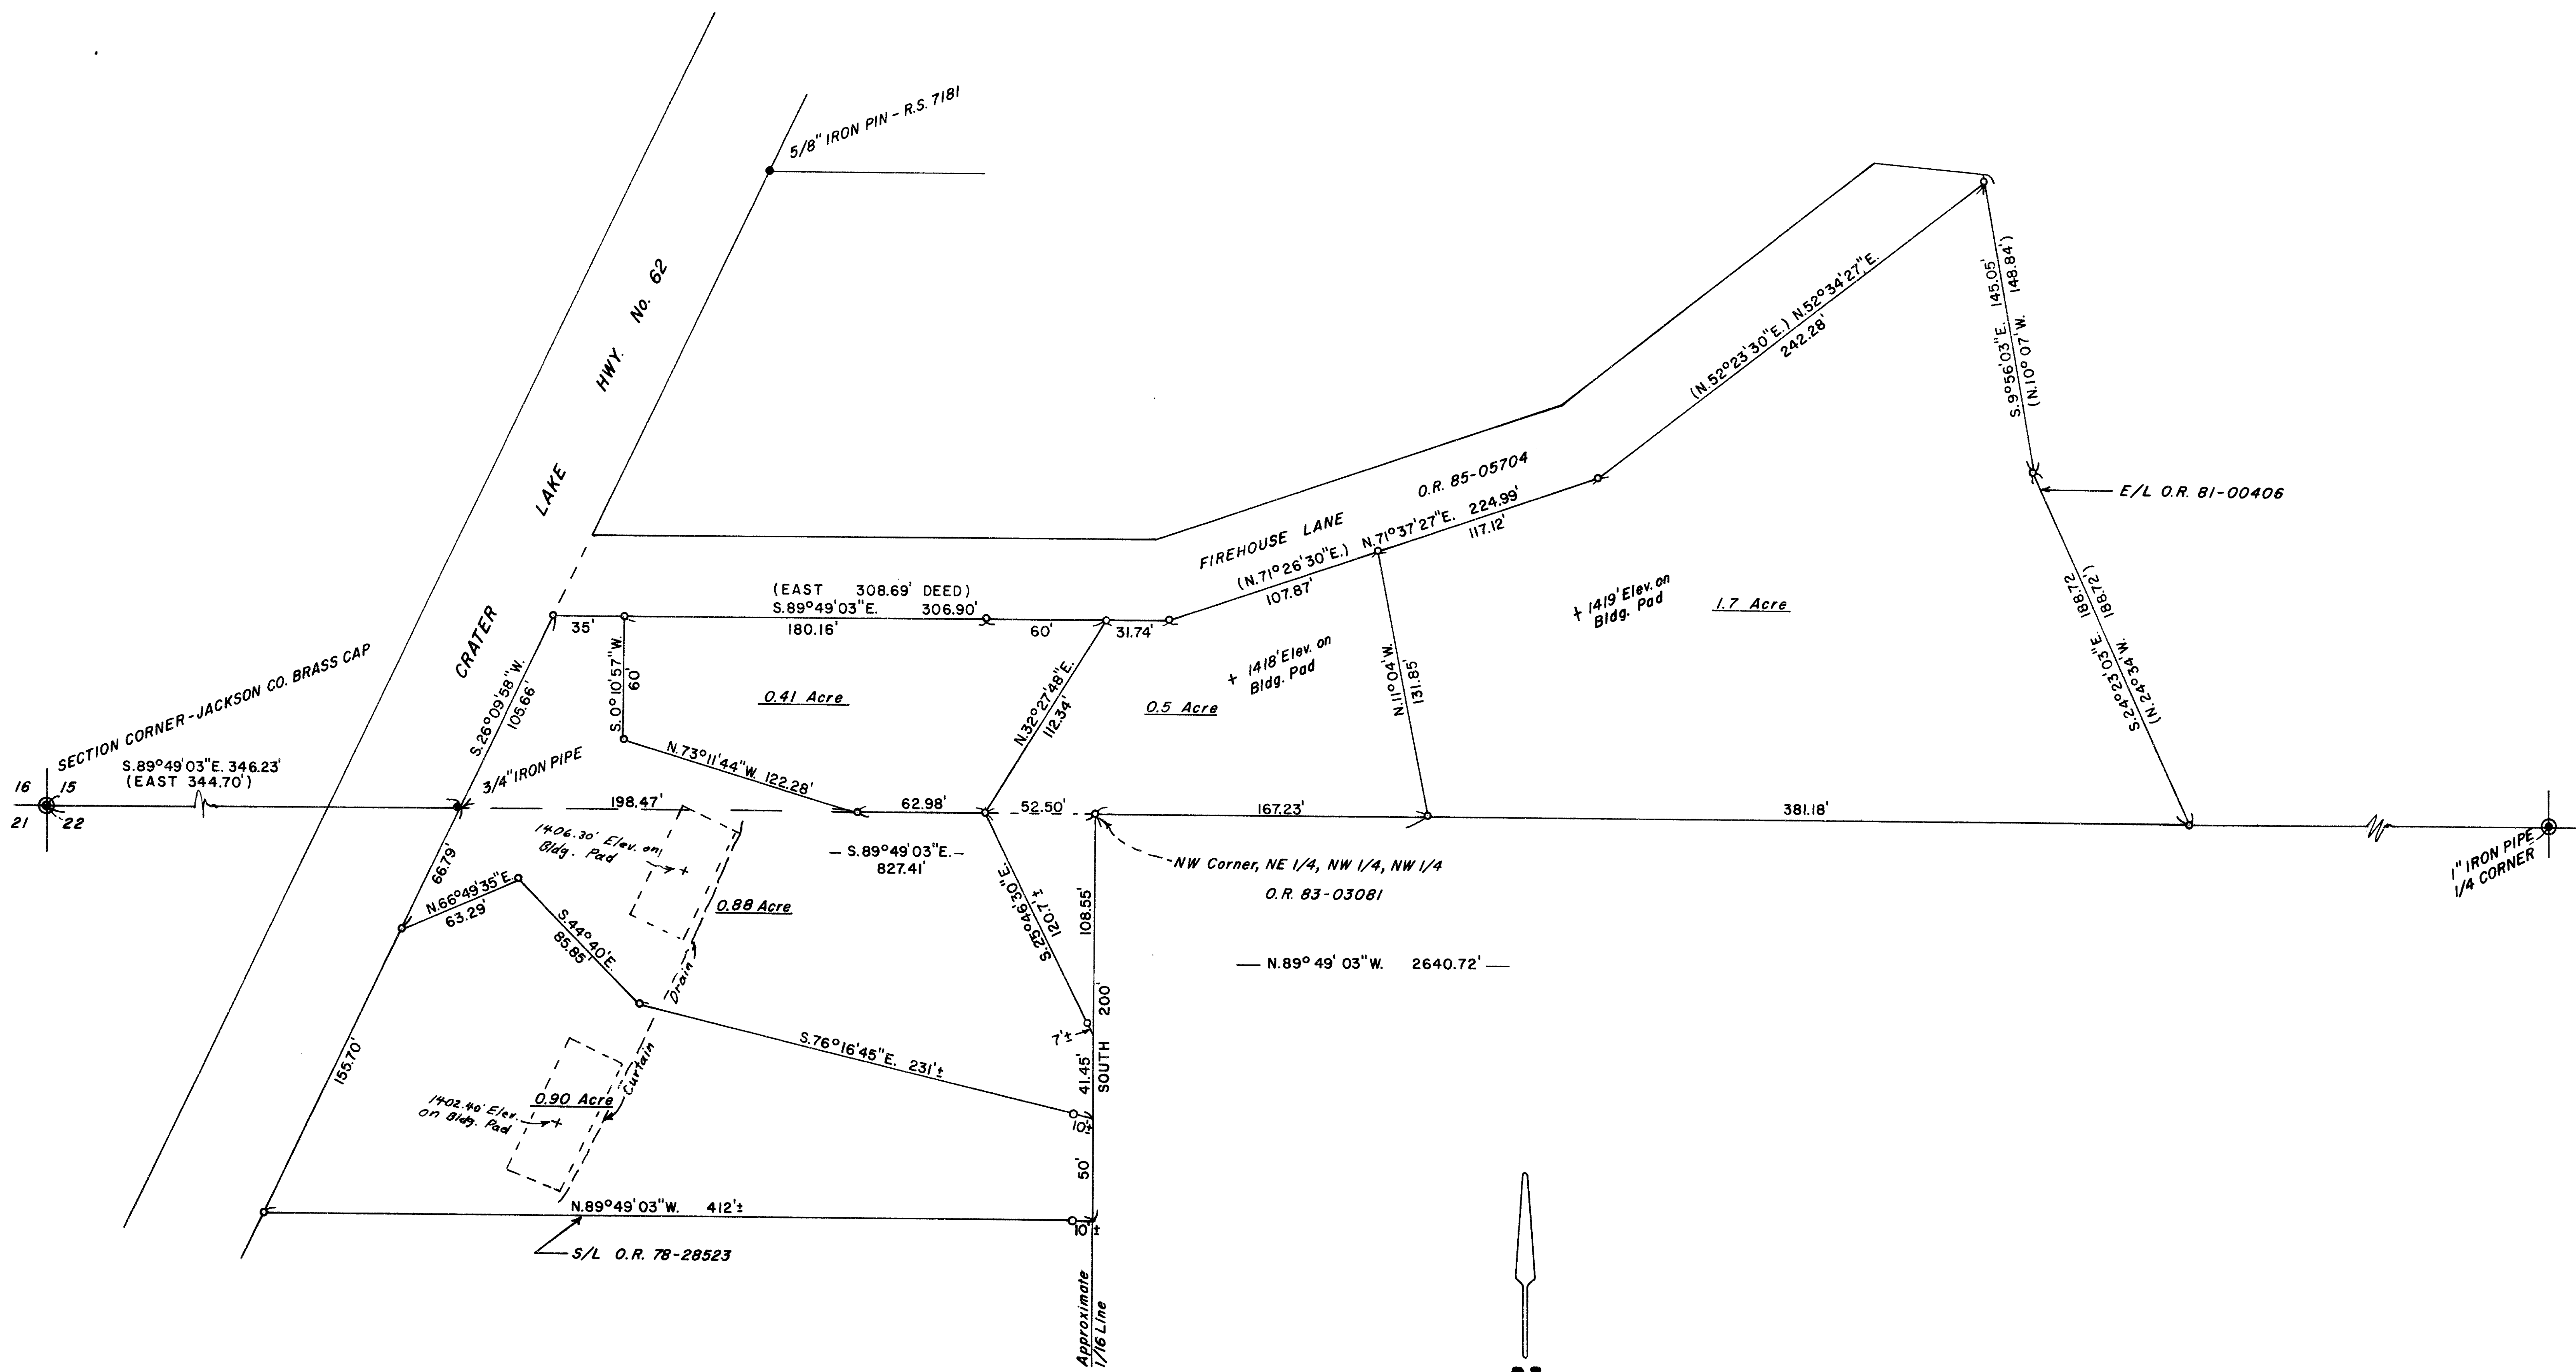 5/8" IRON PIN - R.S. 7181
CRATER LAKE HWY. No. 62
(N.52°23'30"E.) N.52°34'27"E.
242.28'
S.9°56'03"E. 145.05'
(N.10°07'W. 148.84')
E/L O.R. 81-00406
S.24°23'03"E. 188.72
(N.24°34'W. 188.72')
O.R. 85-05704
FIREHOUSE LANE
(N.71°26'30"E.) N.71°37'27"E. 224.99'
107.87'
117.12'
(EAST 308.69' DEED)
S.89°49'03"E. 306.90'
35'
180.16'
60'
31.74'
+ 1419' Elev. on
Bldg. Pad
1.7 Acre
+ 1418' Elev. on
Bldg. Pad
N.11°04'W.
131.85'
S.0°10'57"W.
60'
0.41 Acre
N.32°27'48"E.
112.34'
0.5 Acre
S.26°09'58"W.
105.66'
SECTION CORNER - JACKSON CO. BRASS CAP
S.89°49'03"E. 346.23'
(EAST 344.70')
16 15
21 22
3/4" IRON PIPE
N.73°11'44"W. 122.28'
198.47'
62.98'
52.50'
167.23'
381.18'
1" IRON PIPE
1/4 CORNER
1406.30' Elev. on
Bldg. Pad
S.89°49'03"E.
827.41'
NW Corner, NE 1/4, NW 1/4, NW 1/4
O.R. 83-03081
66.79'
N.66°49'35"E.
63.29'
S.44°40'E.
85.85'
0.88 Acre
S.25°46'30"E.
120.7'±
108.55'
N.89°49'03"W. 2640.72'
Curtain Drain
7'±
SOUTH 200'
41.45'
S.76°16'45"E. 231'±
155.70'
1402.40' Elev.
on Bldg. Pad
0.90 Acre
10'±
50'
N.89°49'03"W. 412'±
10'±
S/L O.R. 78-28523
Approximate
1/16 Line